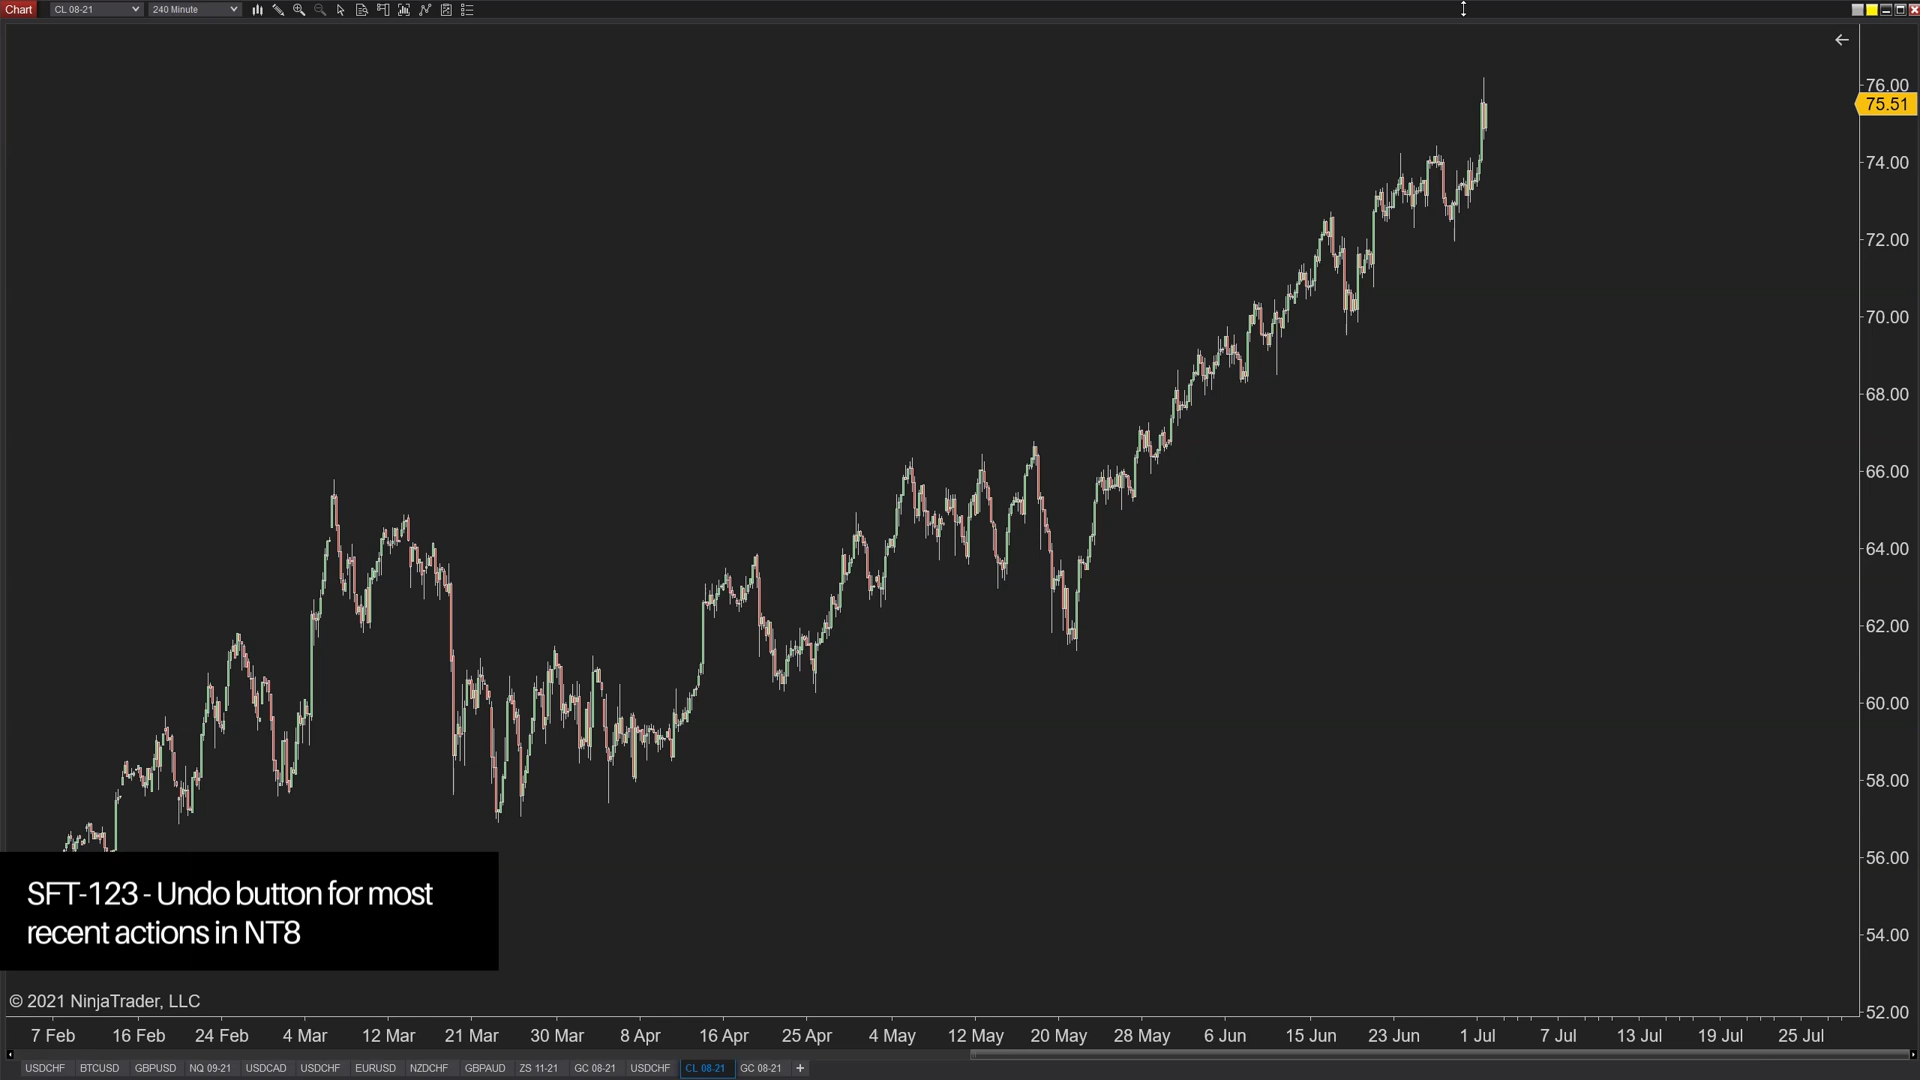 Chart CL 08-21 240 Minute
76.00
75.51
74.00
72.00
70.00
68.00
66.00
64.00
62.00
60.00
58.00
56.00
54.00
52.00
SFT-123 - Undo button for most
recent actions in NT8
© 2021 NinjaTrader, LLC
7 Feb 16 Feb 24 Feb 4 Mar 12 Mar 21 Mar 30 Mar 8 Apr 16 Apr 25 Apr 4 May 12 May 20 May 28 May 6 Jun 15 Jun 23 Jun 1 Jul 7 Jul 13 Jul 19 Jul 25 Jul
USDCHF BTCUSD GBPUSD NQ 09-21 USDCAD USDCHF EURUSD NZDCHF GBPAUD ZS 11-21 GC 08-21 USDCHF CL 08-21 GC 08-21 +